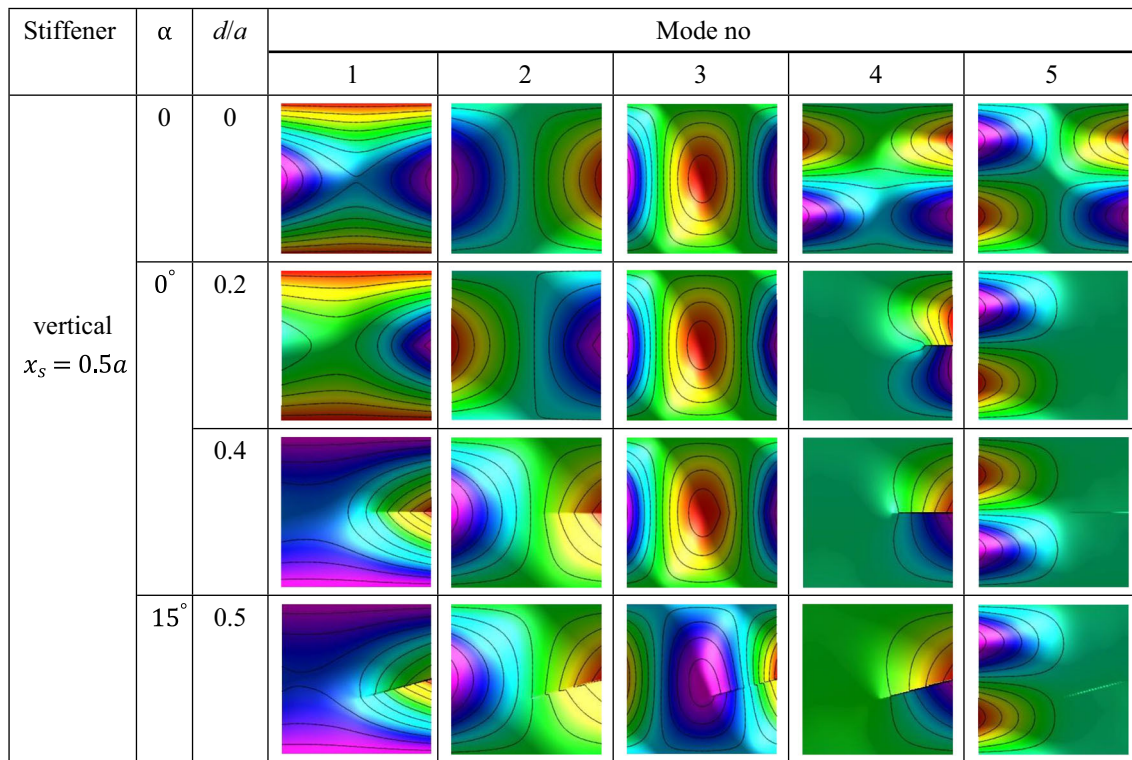 Stiffener α d/a Mode no
1 2 3 4 5
0 0
0° 0.2
vertical
xₛ = 0.5a
0.4
15° 0.5